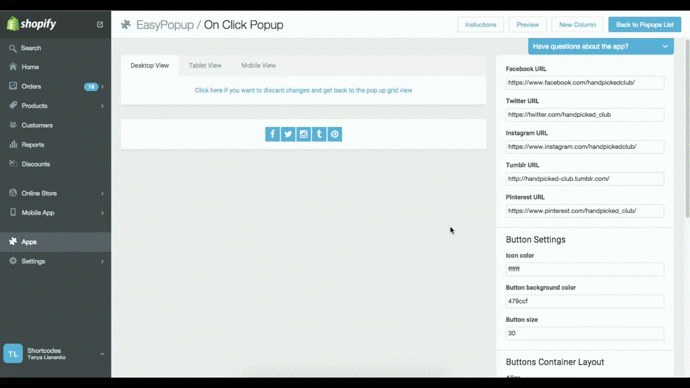 shopify
EasyPopup / On Click Popup
Instuctions
Preview
New Column
Back to Popups List
Have questions about the app?
Search
Home
Orders
18
Products
Customers
Reports
Discounts
Online Store
Mobile App
Apps
Settings
TL
Shortcodes
Tanya Lisnenko
Desktop View
Tablet View
Mobile View
Click here if you want to discard changes and get back to the pop up grid view
Facebook URL
https://www.facebook.com/handpickedclub/
Twitter URL
https://twitter.com/handpicked_club
Instagram URL
https://www.instagram.com/handpickedclub/
Tumblr URL
http://handpicked-club.tumblr.com/
Pinterest URL
https://www.pinterest.com/handpicked_club/
Button Settings
Icon color
ffffff
Button background color
479ccf
Button size
30
Buttons Container Layout